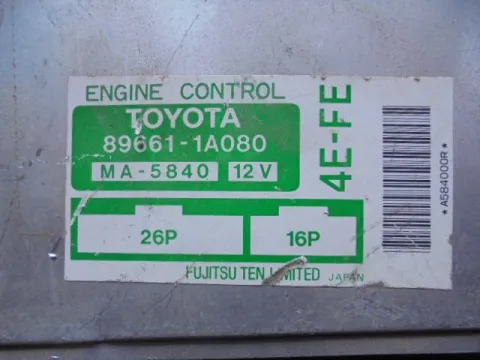 ENGINE CONTROL
TOYOTA
89661-1A080
MA-5840 12V
4E-FE
26P 16P
FUJITSU TEN LIMITED JAPAN
*A584000R*